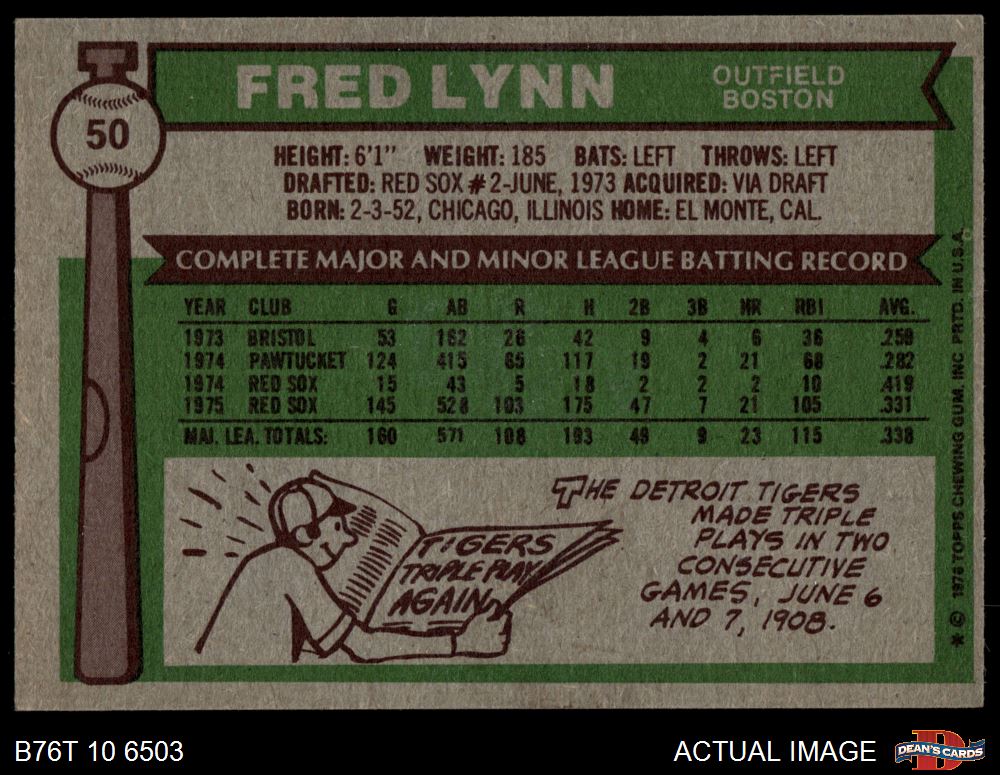 FRED LYNN
OUTFIELD
BOSTON
50
HEIGHT: 6'1" WEIGHT: 185 BATS: LEFT THROWS: LEFT
DRAFTED: RED SOX #2-JUNE, 1973 ACQUIRED: VIA DRAFT
BORN: 2-3-52, CHICAGO, ILLINOIS HOME: EL MONTE, CAL.
COMPLETE MAJOR AND MINOR LEAGUE BATTING RECORD
YEAR CLUB G AB R H 2B 3B HR RBI AVG.
1973 BRISTOL 53 162 26 42 9 4 6 36 .259
1974 PAWTUCKET 124 415 65 117 19 2 21 68 .282
1974 RED SOX 15 43 5 18 2 2 2 10 .419
1975 RED SOX 145 528 103 175 47 7 21 105 .331
MAJ. LEA. TOTALS: 160 571 108 193 49 9 23 115 .338
TIGERS
TRIPLE PLAY
AGAIN
THE DETROIT TIGERS
MADE TRIPLE
PLAYS IN TWO
CONSECUTIVE
GAMES, JUNE 6
AND 7, 1908.
* © 1976 TOPPS CHEWING GUM, INC. PRTD. IN U.S.A.
B76T 10 6503
ACTUAL IMAGE
D
DEAN'S CARDS